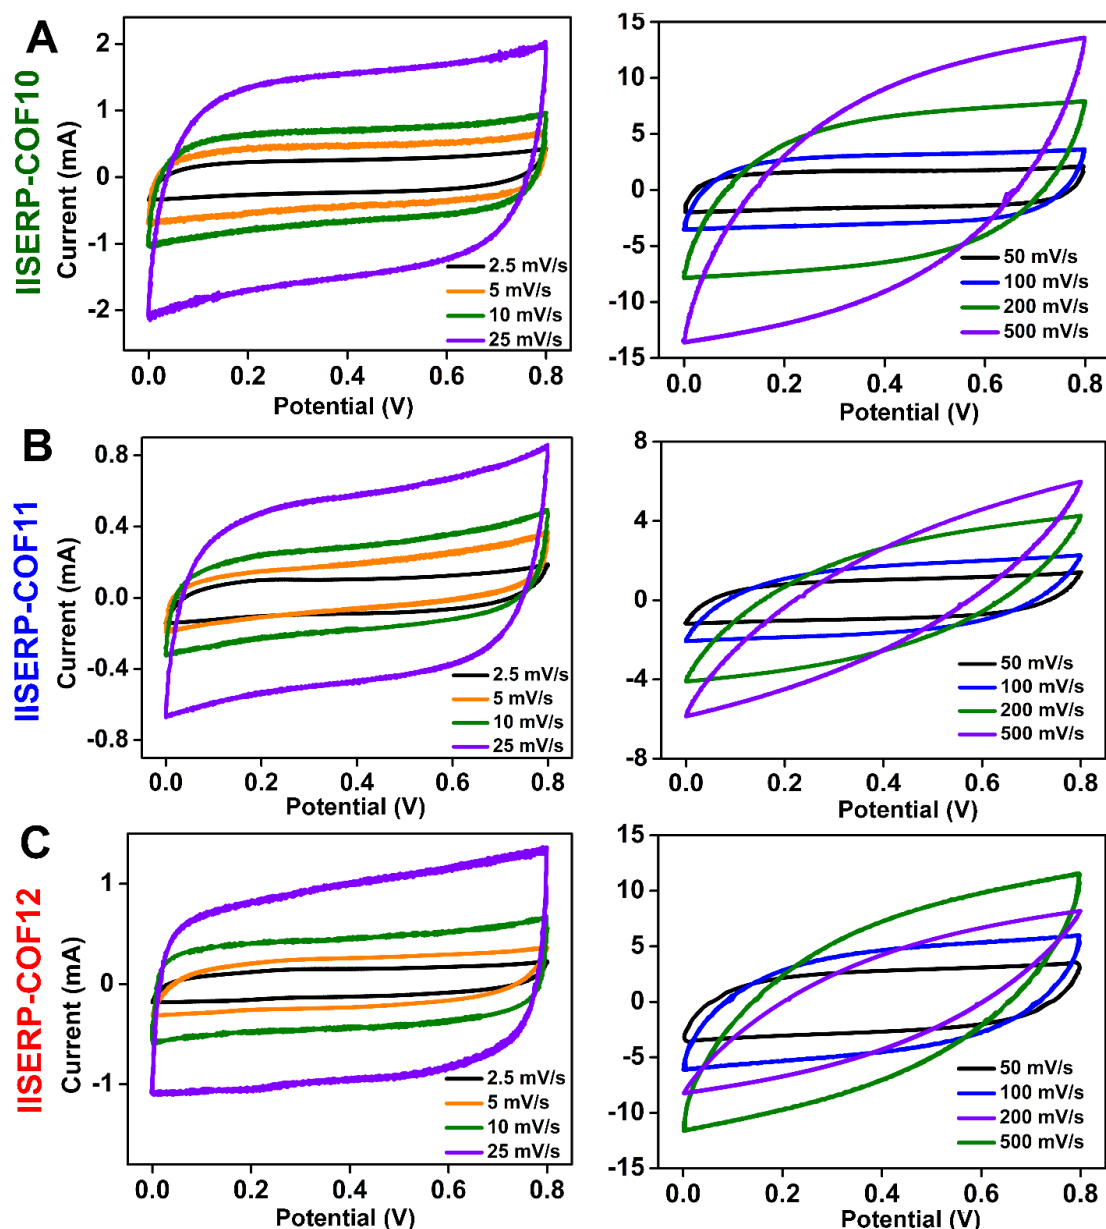 A
IISERP-COF10
Current (mA)
2
1
0
-1
-2
2.5 mV/s
5 mV/s
10 mV/s
25 mV/s
0.0 0.2 0.4 0.6 0.8
Potential (V)
15
10
5
0
-5
-10
-15
50 mV/s
100 mV/s
200 mV/s
500 mV/s
0.0 0.2 0.4 0.6 0.8
Potential (V)
B
IISERP-COF11
Current (mA)
0.8
0.4
0.0
-0.4
-0.8
2.5 mV/s
5 mV/s
10 mV/s
25 mV/s
0.0 0.2 0.4 0.6 0.8
Potential (V)
8
4
0
-4
-8
50 mV/s
100 mV/s
200 mV/s
500 mV/s
0.0 0.2 0.4 0.6 0.8
Potential (V)
C
IISERP-COF12
Current (mA)
1
0
-1
2.5 mV/s
5 mV/s
10 mV/s
25 mV/s
0.0 0.2 0.4 0.6 0.8
Potential (V)
15
10
5
0
-5
-10
-15
50 mV/s
100 mV/s
200 mV/s
500 mV/s
0.0 0.2 0.4 0.6 0.8
Potential (V)